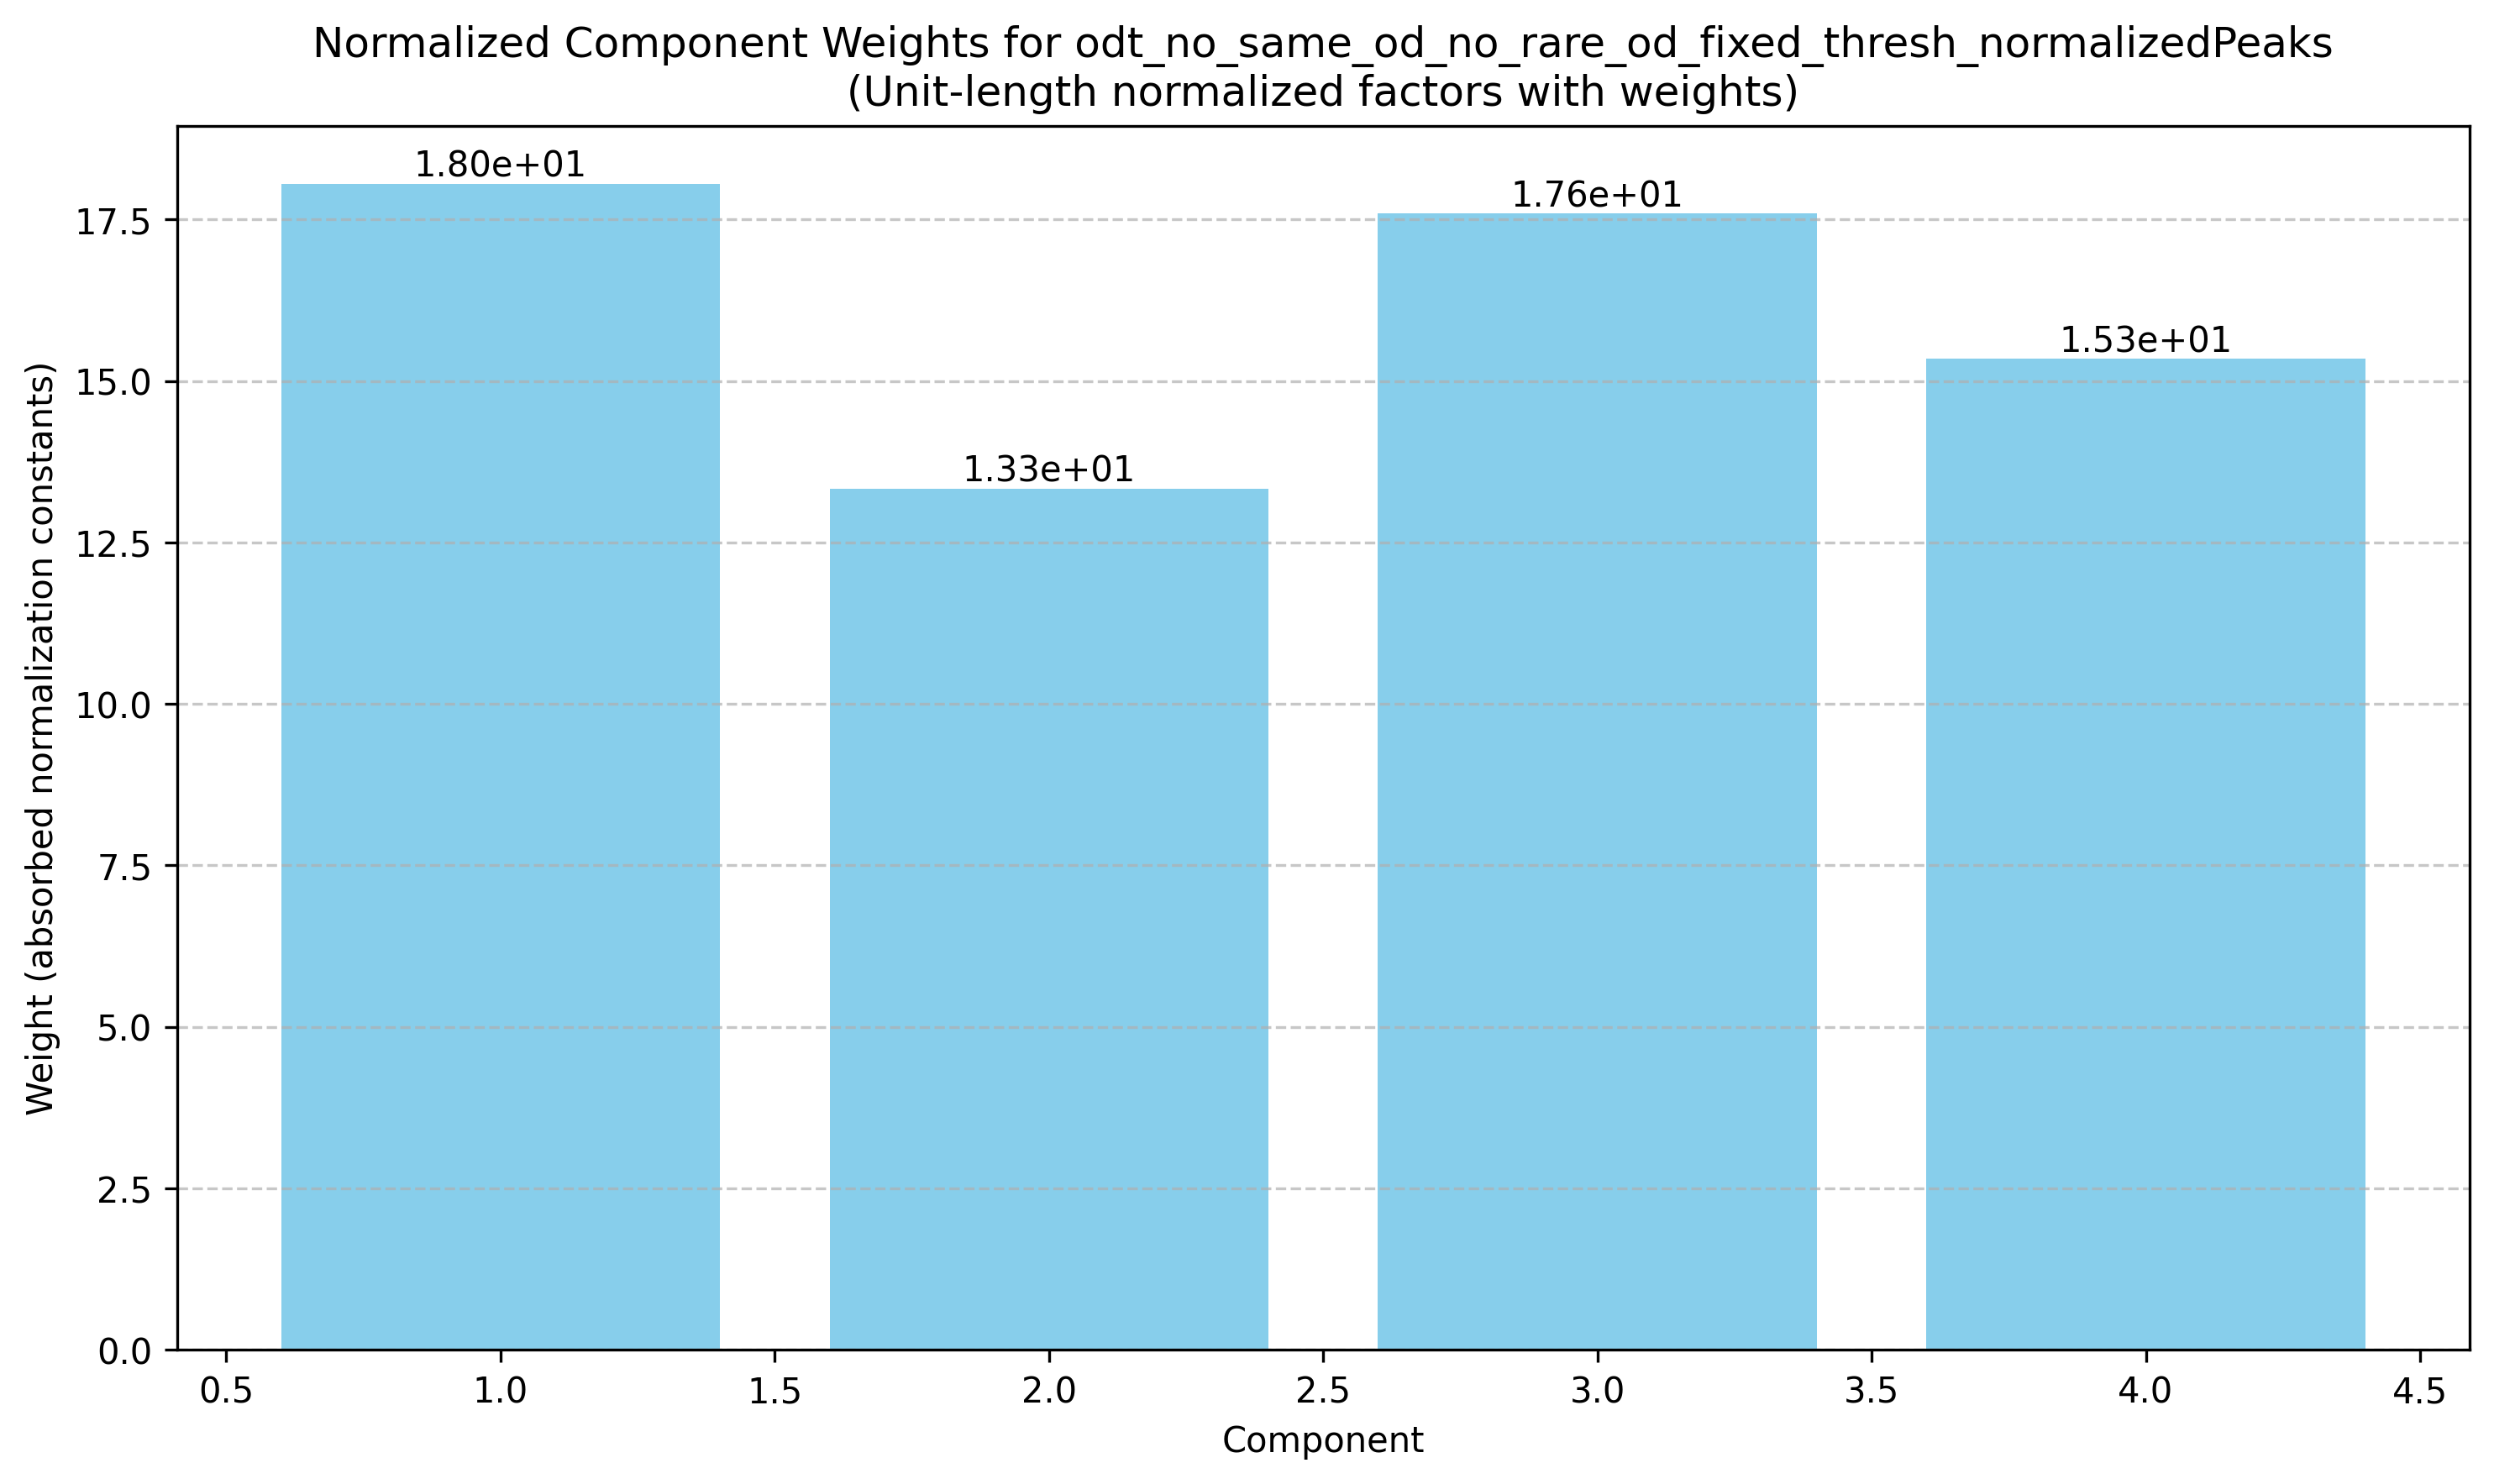 Normalized Component Weights for odt_no_same_od_no_rare_od_fixed_thresh_normalizedPeaks
(Unit-length normalized factors with weights)
Weight (absorbed normalization constants)
17.5
15.0
12.5
10.0
7.5
5.0
2.5
0.0
1.80e+01
1.33e+01
1.76e+01
1.53e+01
0.5 1.0 1.5 2.0 2.5 3.0 3.5 4.0 4.5
Component